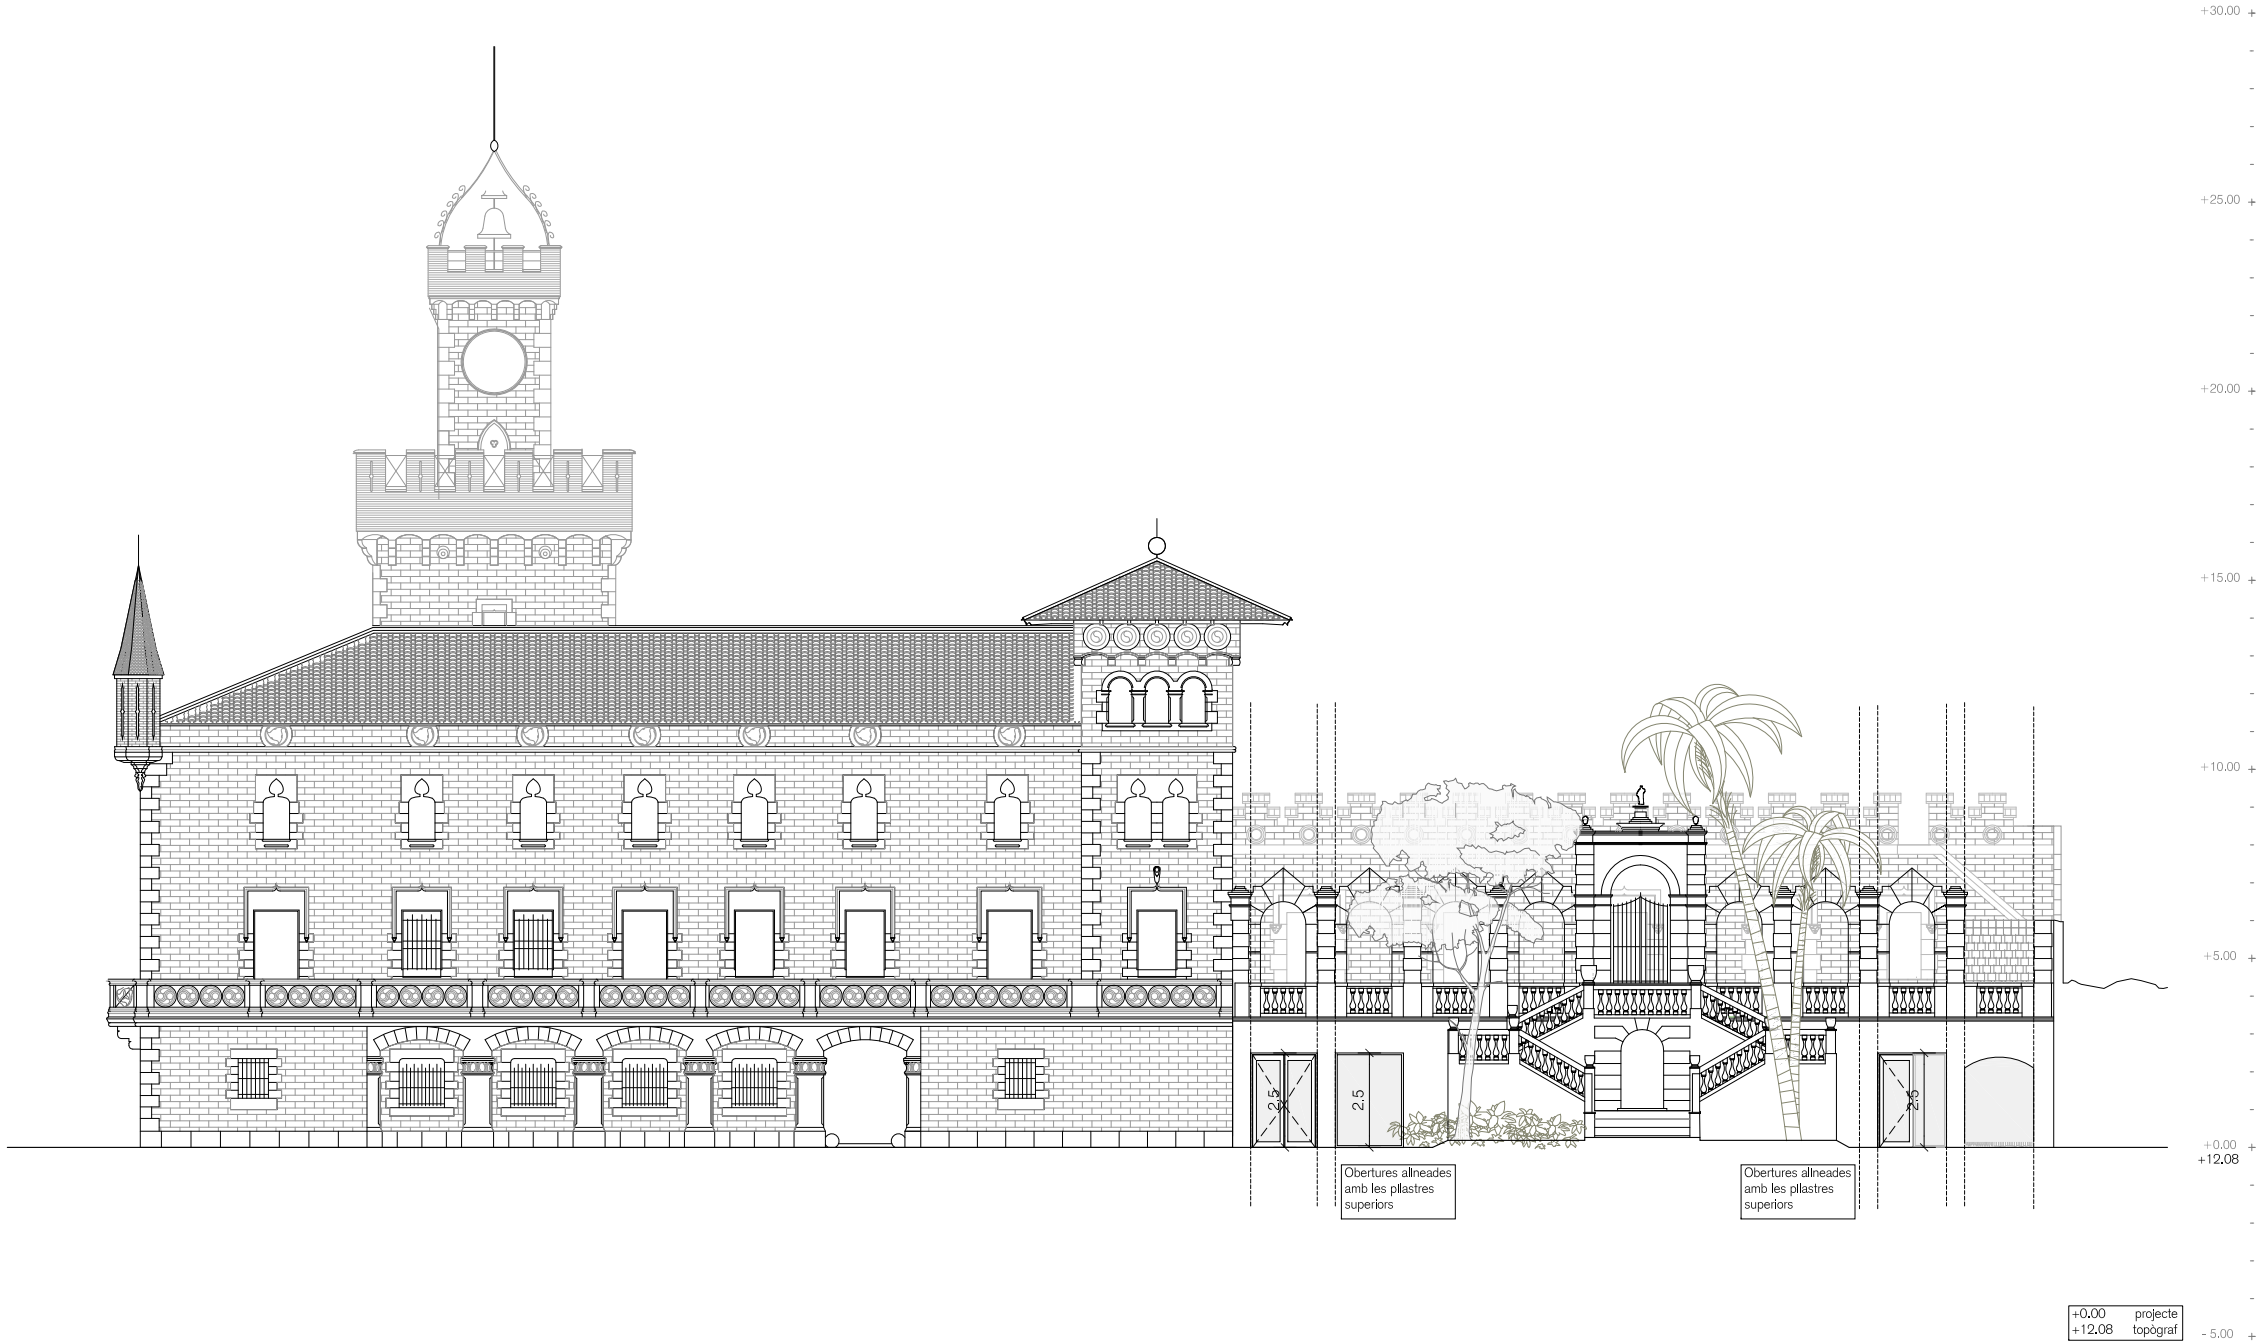 +30.00
+25.00
+20.00
+15.00
+10.00
+5.00
2.5
2.5
2.5
+0.00
+12.08
Obertures alineades
amb les pilastres
superiors
Obertures alineades
amb les pilastres
superiors
+0.00 projecte
+12.08 topògraf
- 5.00